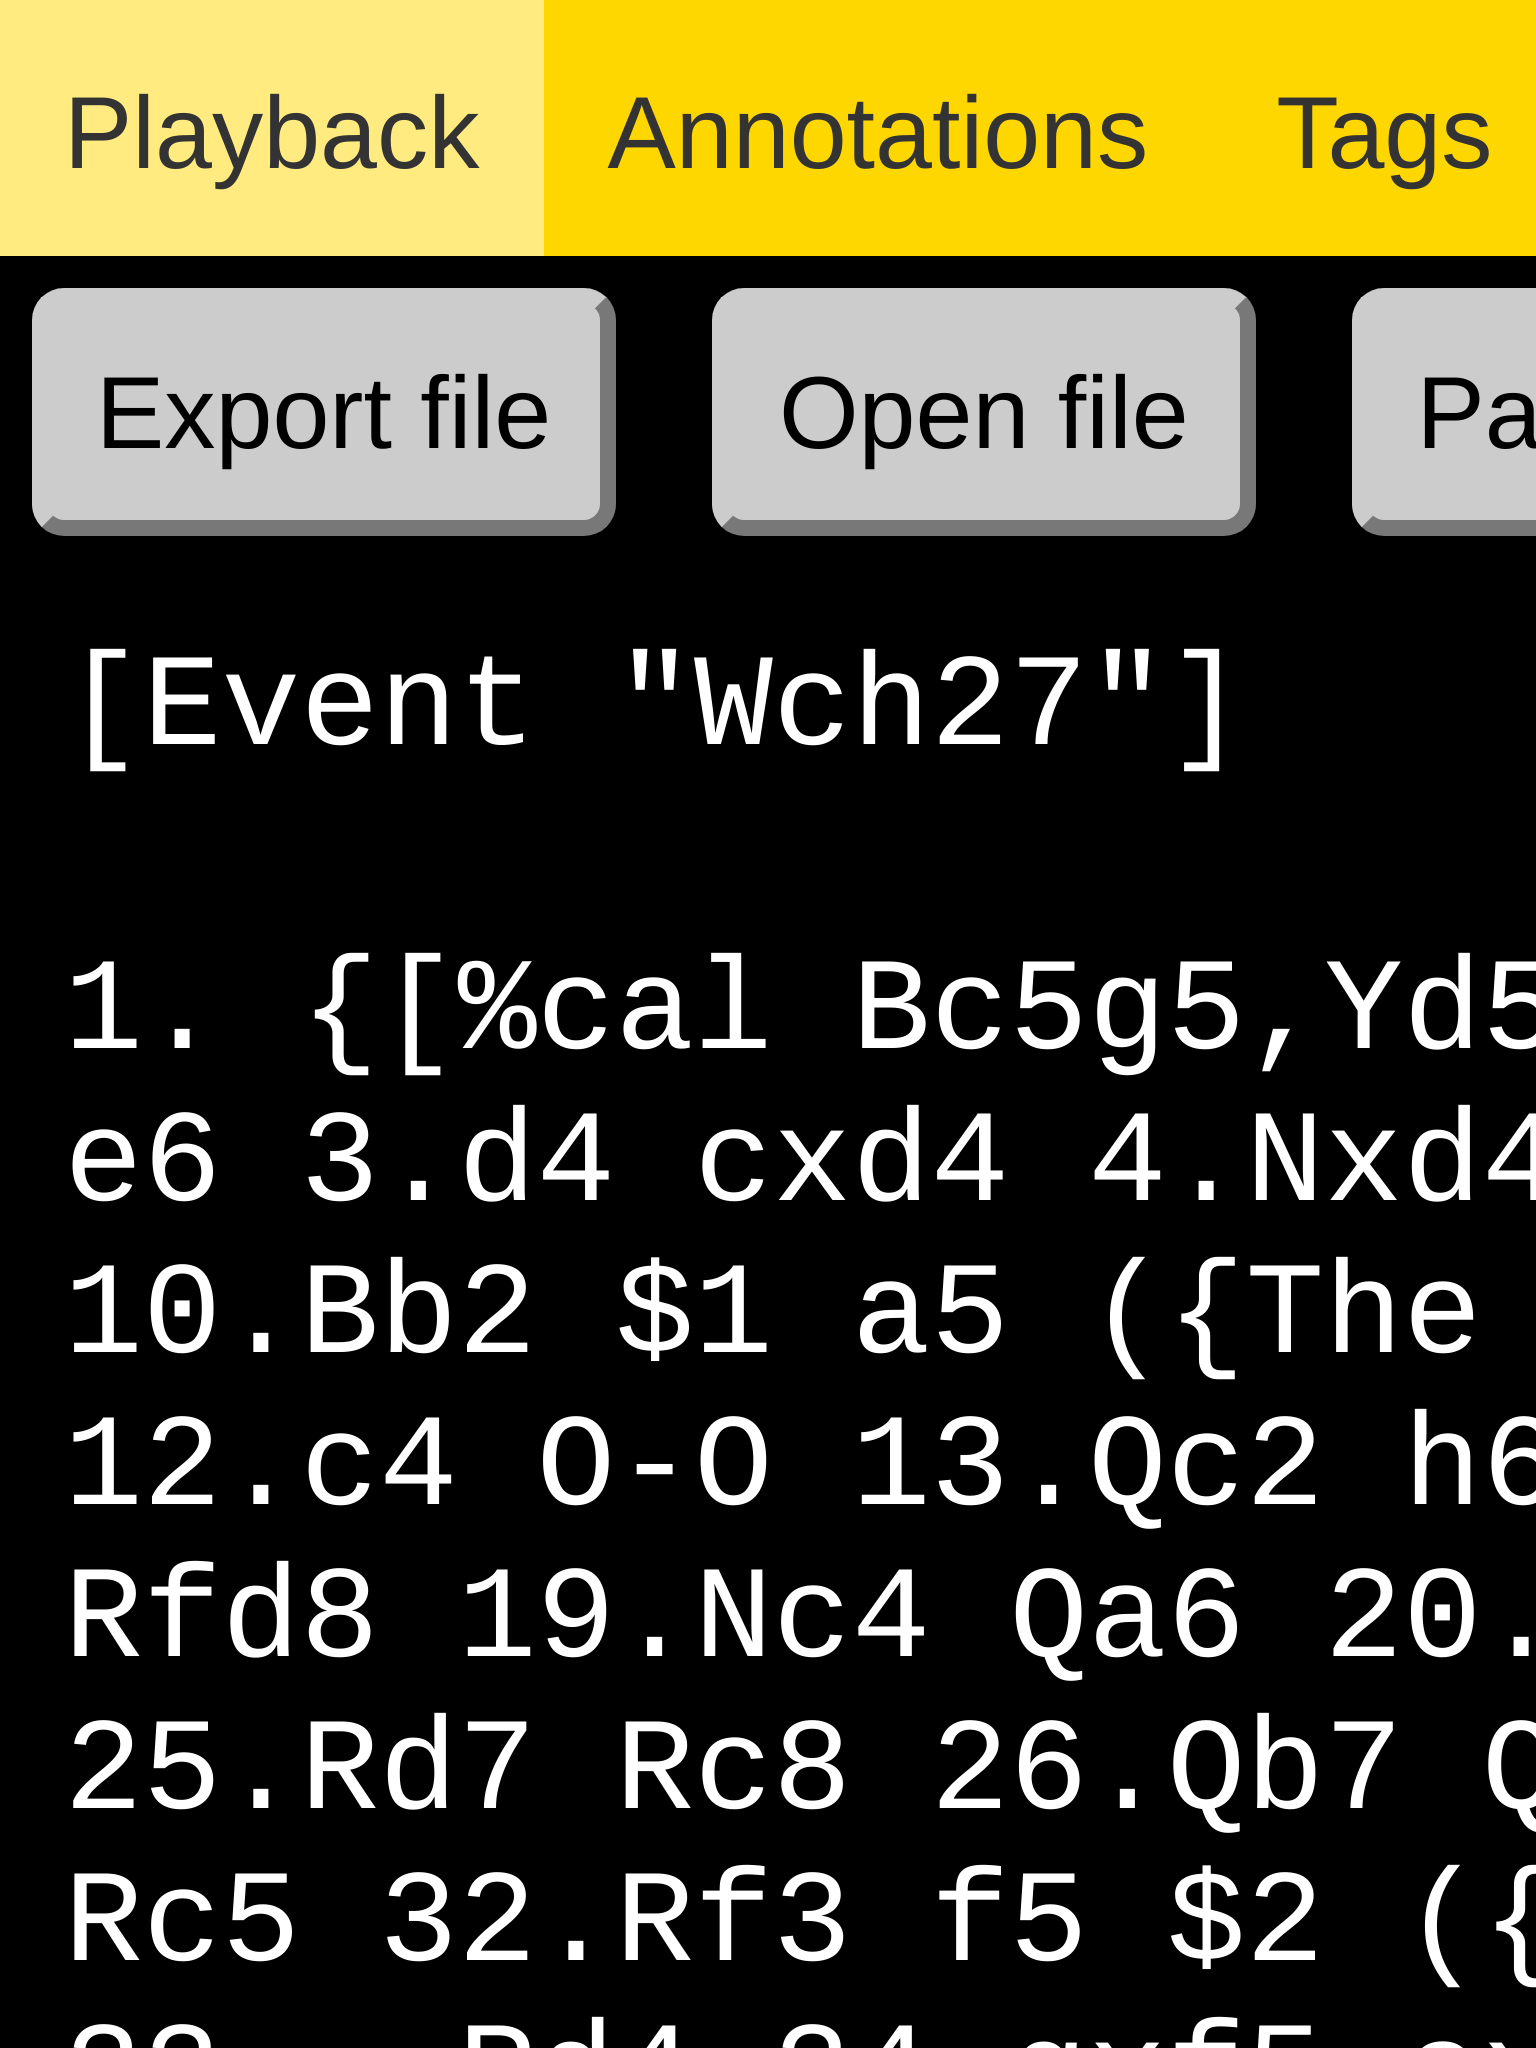 Playback Annotations Tags
Export file Open file Pa
[Event "Wch27"]
1. {[%cal Bc5g5,Yd5
e6 3.d4 cxd4 4.Nxd4
10.Bb2 $1 a5 ({The
12.c4 O-O 13.Qc2 h6
Rfd8 19.Nc4 Qa6 20.
25.Rd7 Rc8 26.Qb7 Q
Rc5 32.Rf3 f5 $2 ({